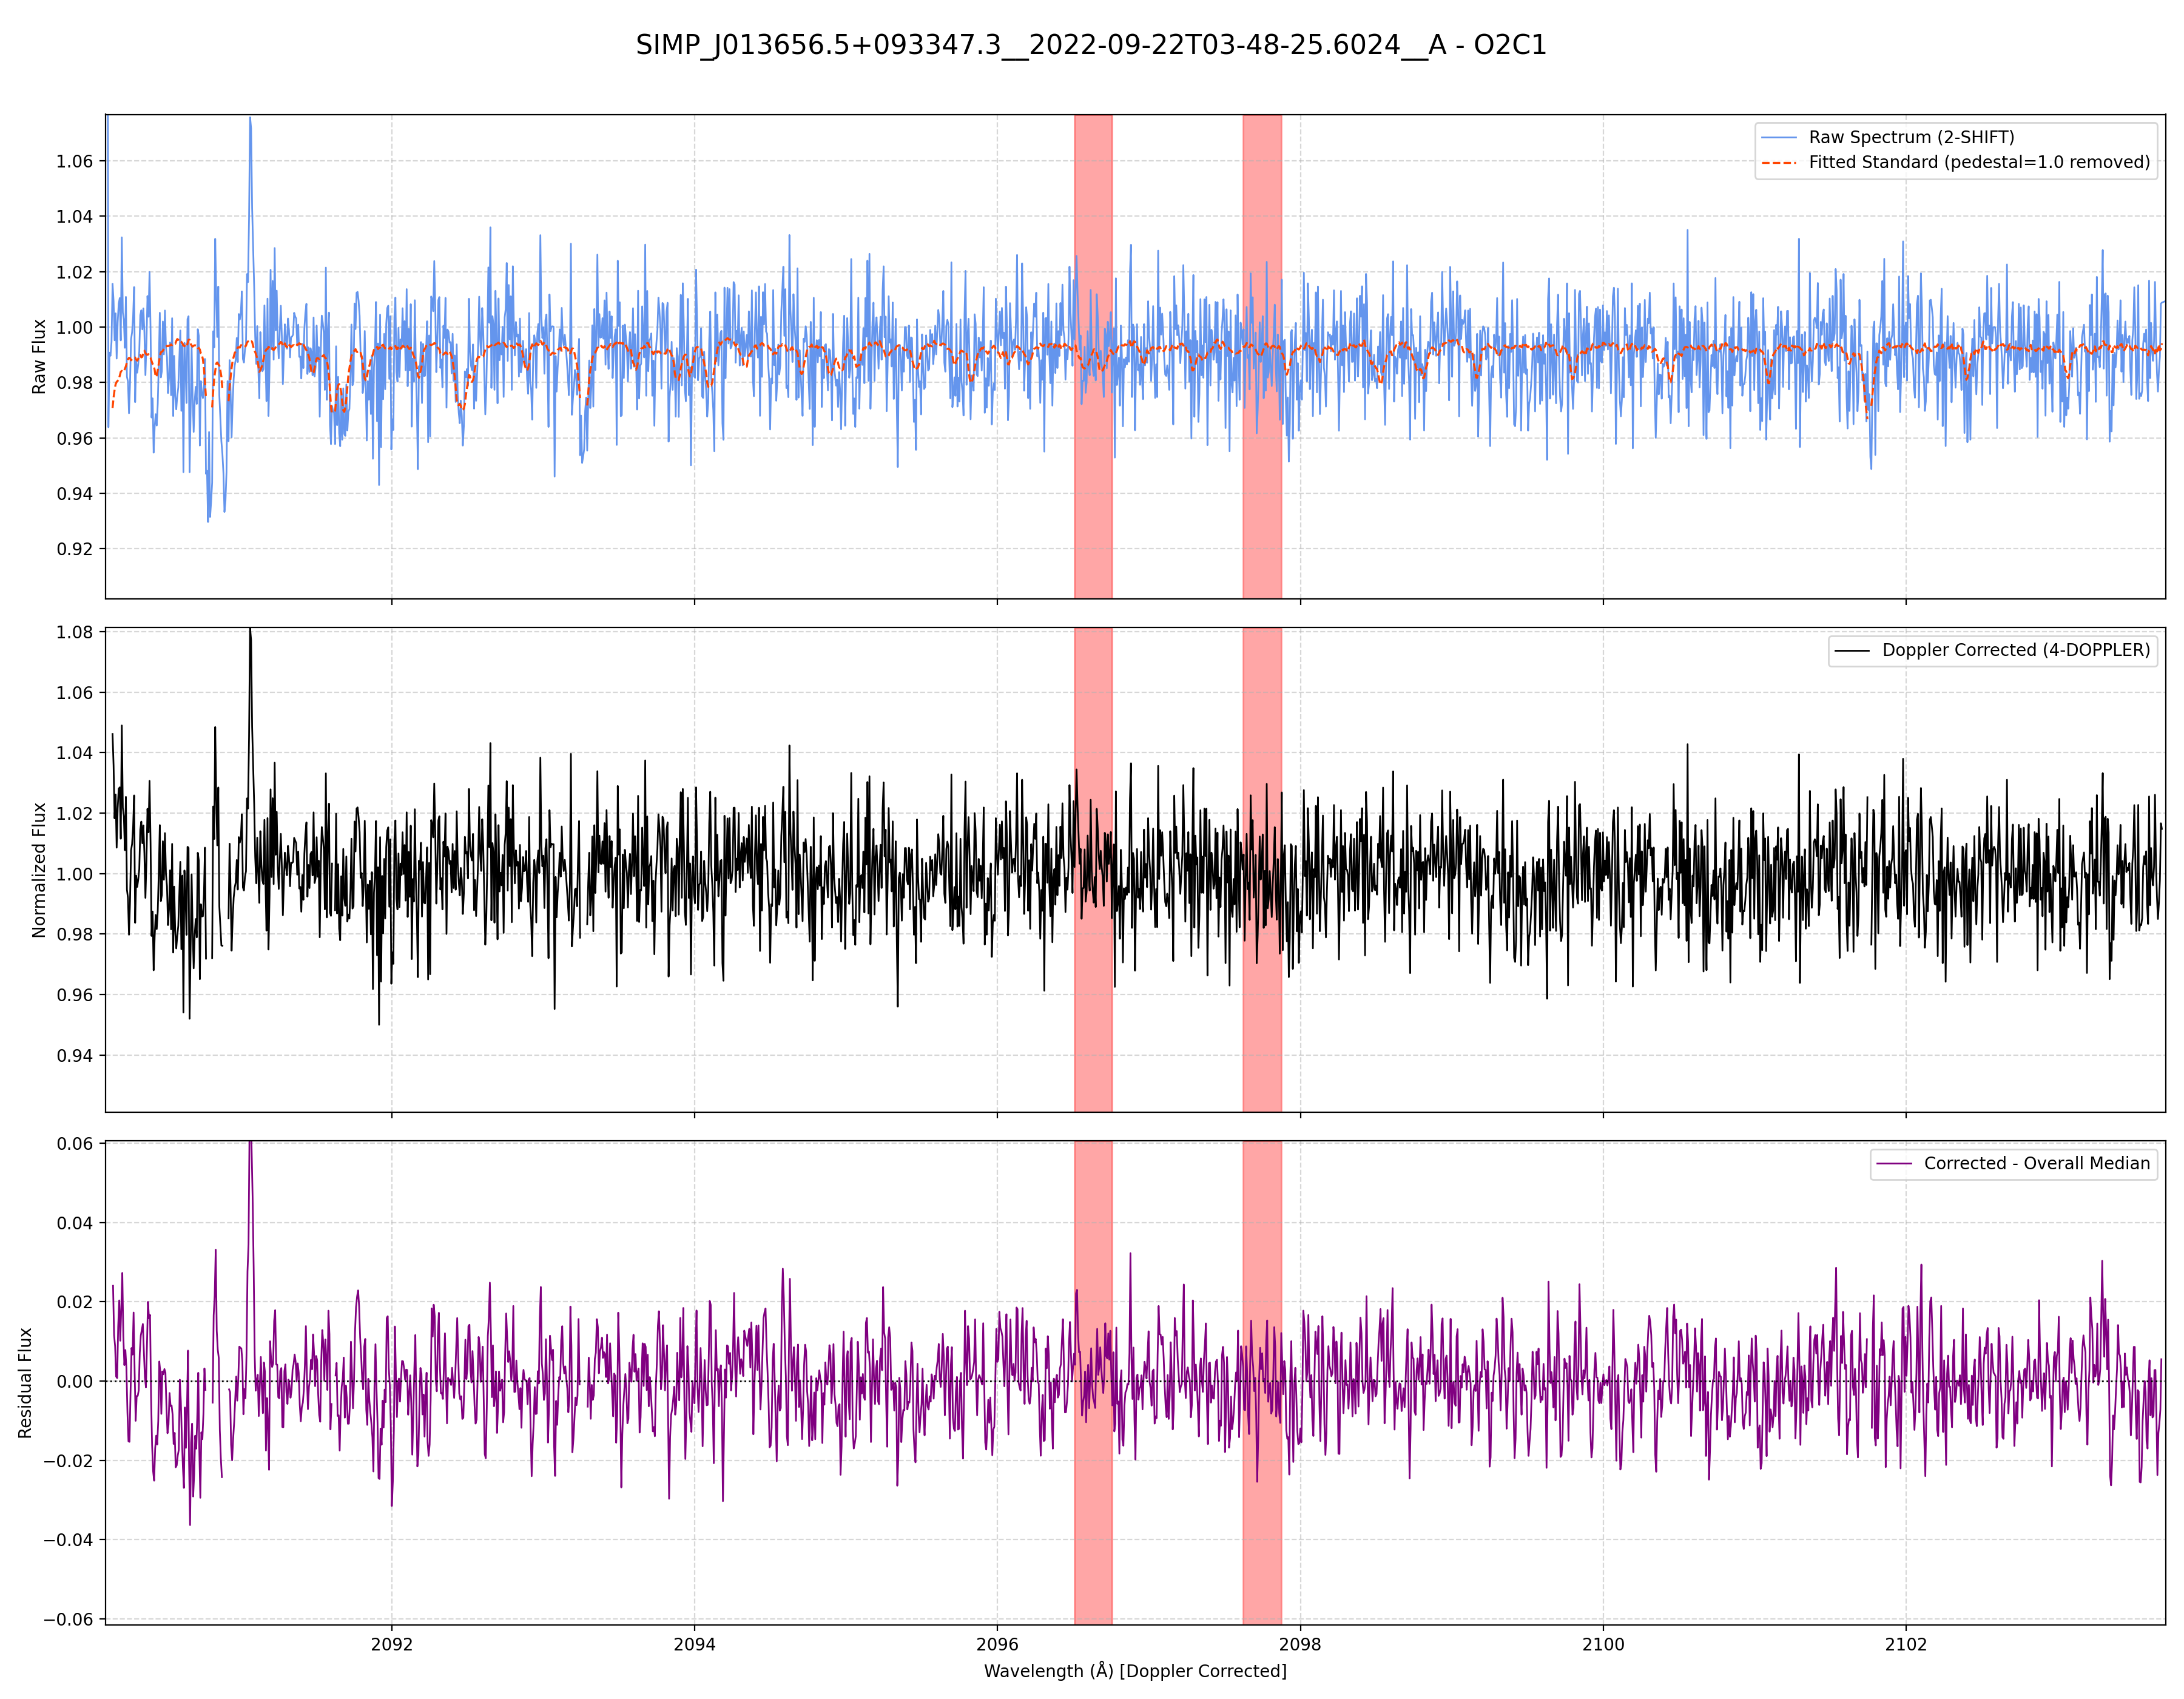 SIMP_J013656.5+093347.3__2022-09-22T03-48-25.6024__A - O2C1
Raw Flux
1.06
1.04
1.02
1.00
0.98
0.96
0.94
0.92
Raw Spectrum (2-SHIFT)
Fitted Standard (pedestal=1.0 removed)
Normalized Flux
1.08
1.06
1.04
1.02
1.00
0.98
0.96
0.94
Doppler Corrected (4-DOPPLER)
Residual Flux
0.06
0.04
0.02
0.00
−0.02
−0.04
−0.06
Corrected - Overall Median
2092 2094 2096 2098 2100 2102
Wavelength (Å) [Doppler Corrected]